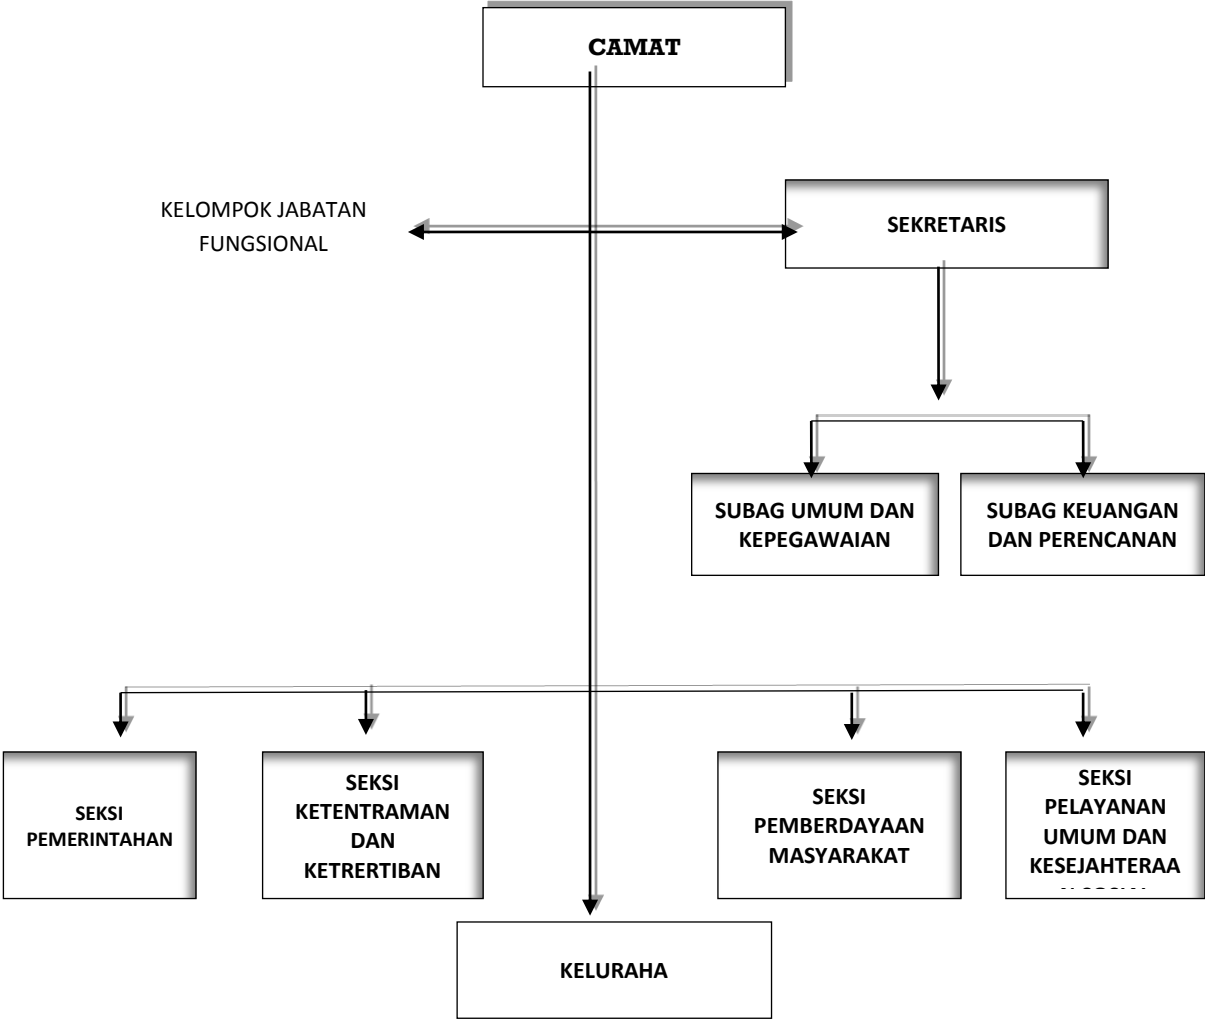 CAMAT
KELOMPOK JABATAN
FUNGSIONAL
SEKRETARIS
SUBAG UMUM DAN
KEPEGAWAIAN
SUBAG KEUANGAN
DAN PERENCANAN
SEKSI
PEMERINTAHAN
SEKSI
KETENTRAMAN
DAN
KETRERTIBAN
SEKSI
PEMBERDAYAAN
MASYARAKAT
SEKSI
PELAYANAN
UMUM DAN
KESEJAHTERAA
KELURAHA